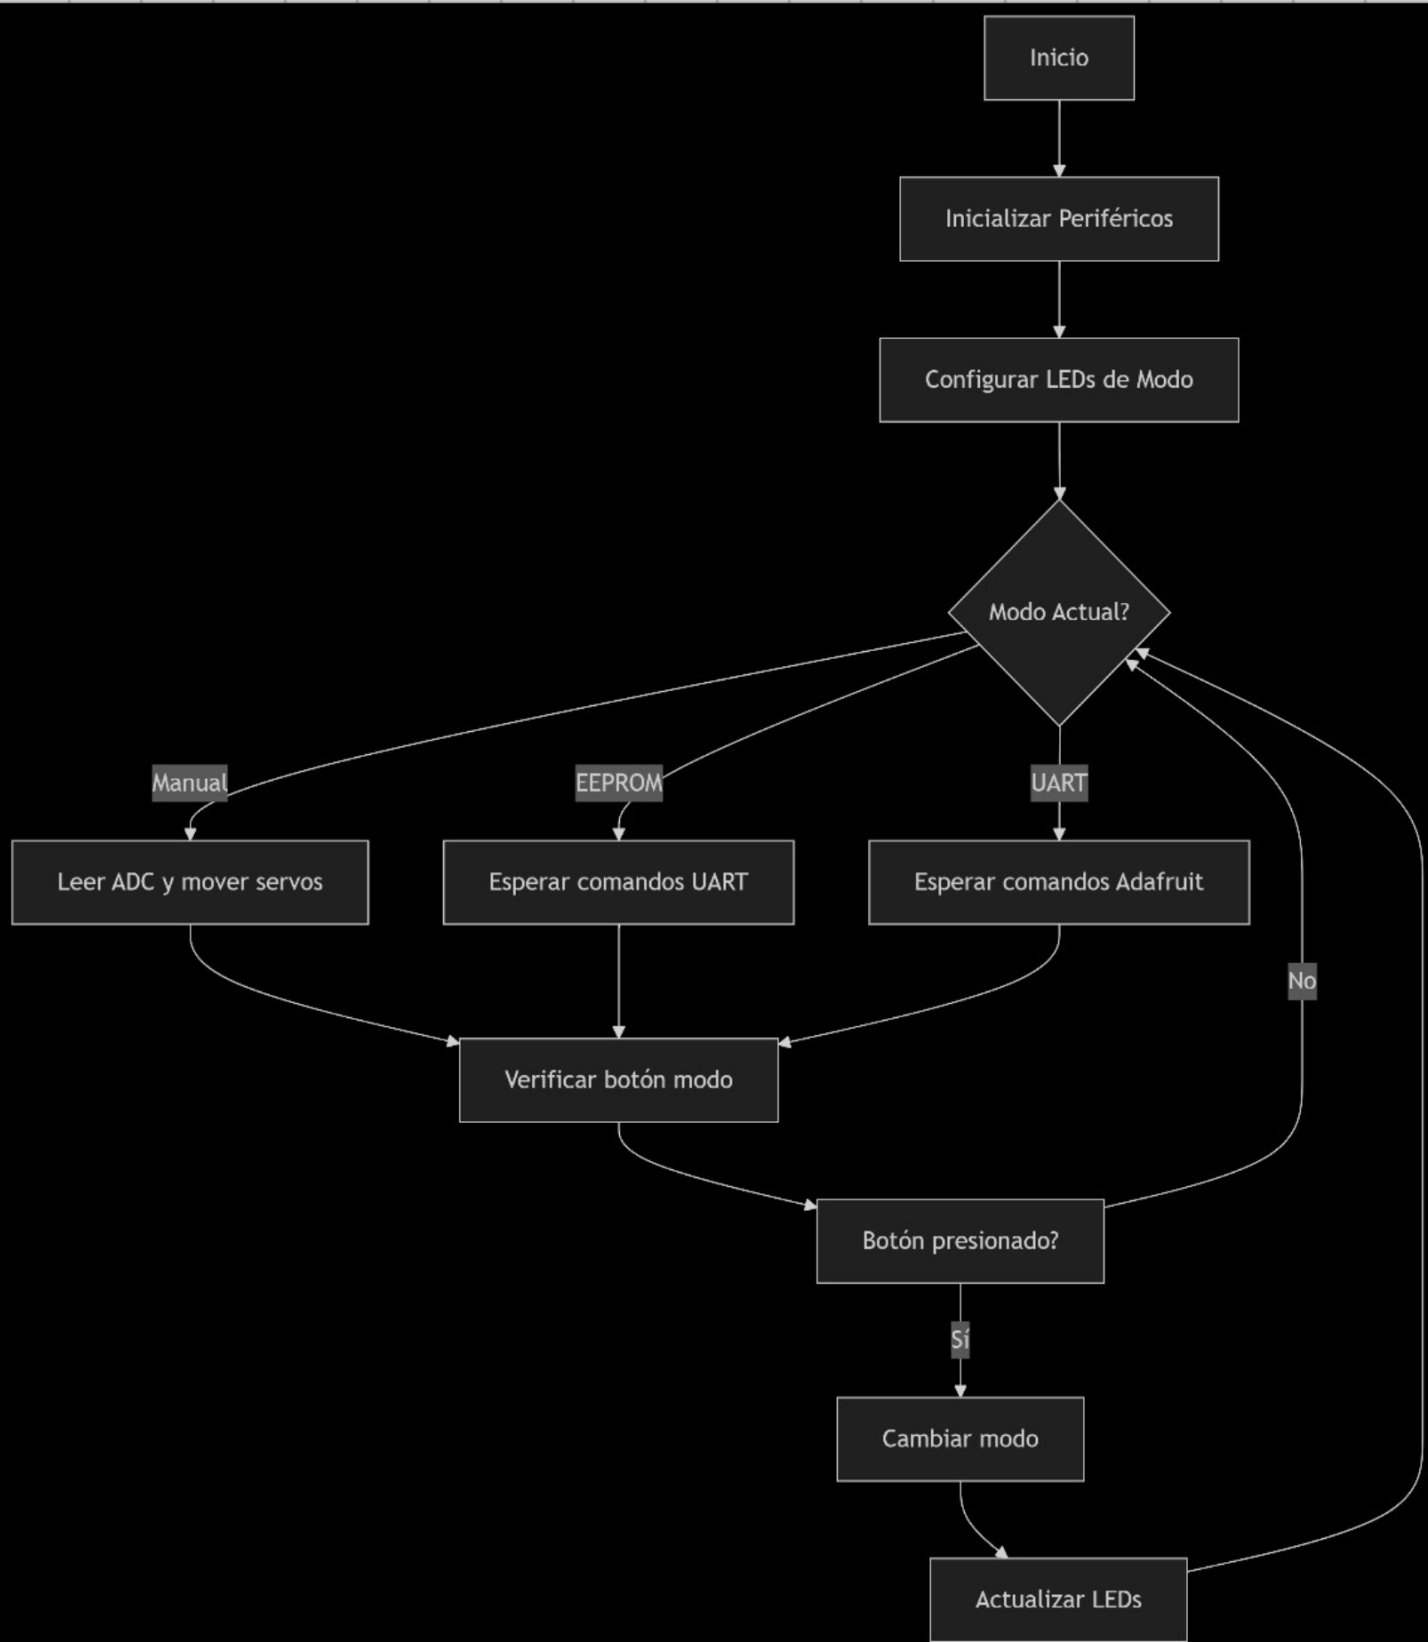 Inicio
Inicializar Periféricos
Configurar LEDs de Modo
Modo Actual?
Manual
EEPROM
UART
Leer ADC y mover servos
Esperar comandos UART
Esperar comandos Adafruit
No
Verificar botón modo
Botón presionado?
Sí
Cambiar modo
Actualizar LEDs